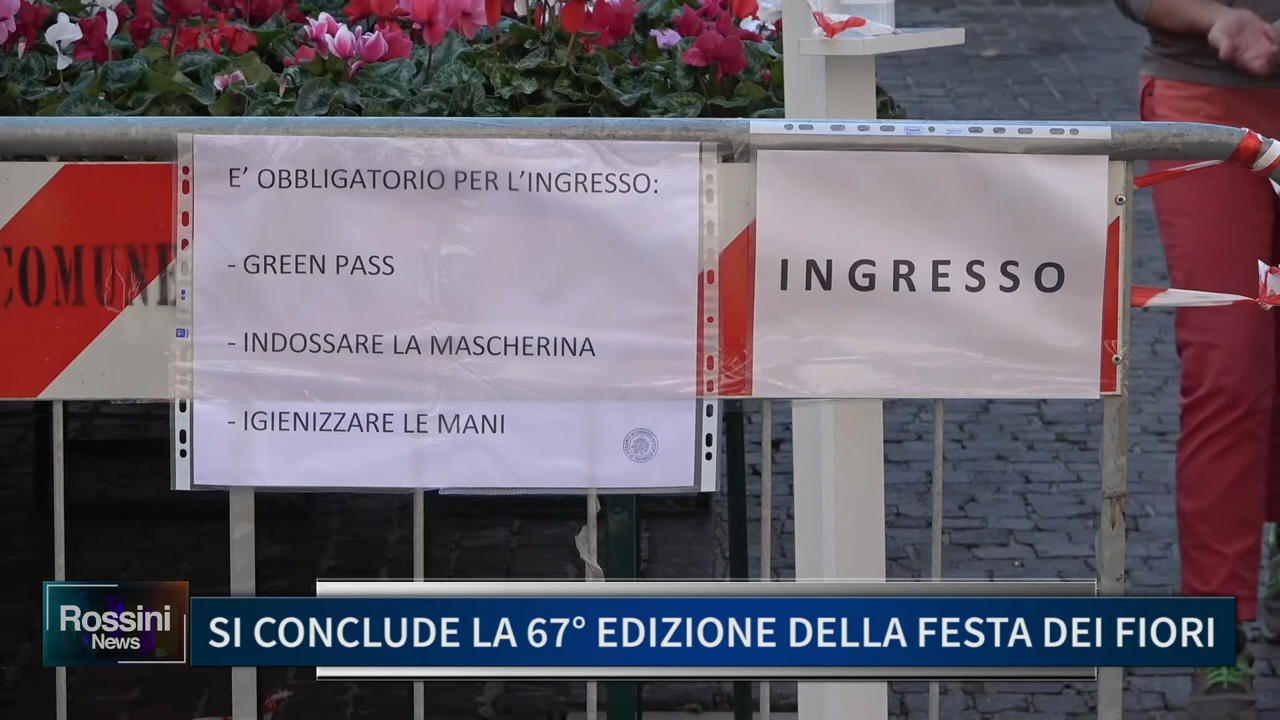 E' OBBLIGATORIO PER L'INGRESSO:
- GREEN PASS
- INDOSSARE LA MASCHERINA
- IGIENIZZARE LE MANI
INGRESSO
COMUNE
Rossini
News
SI CONCLUDE LA 67° EDIZIONE DELLA FESTA DEI FIORI